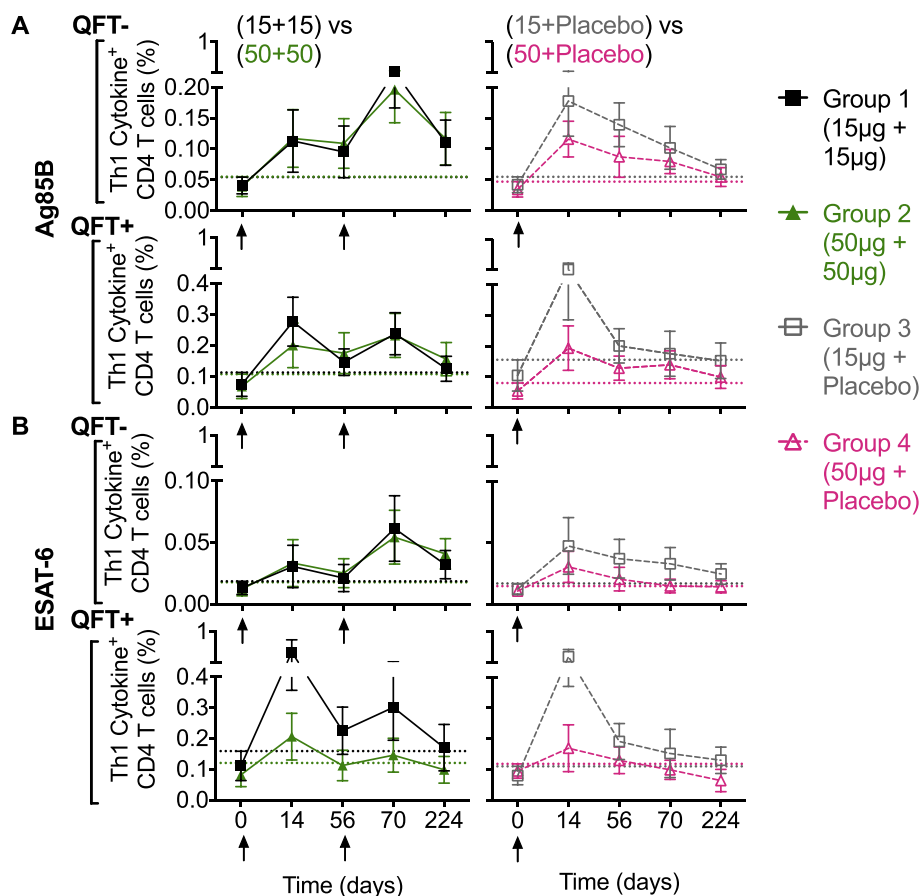 A
QFT-
(15+15) vs
(50+50)
(15+Placebo) vs
(50+Placebo)
Ag85B
Th1 Cytokine+
CD4 T cells (%)
1
0.20
0.15
0.10
0.05
0.00
Group 1
(15µg +
15µg)
Group 2
(50µg +
50µg)
Group 3
(15µg +
Placebo)
Group 4
(50µg +
Placebo)
QFT+
Th1 Cytokine+
CD4 T cells (%)
1
0.4
0.3
0.2
0.1
0.0
B
QFT-
ESAT-6
Th1 Cytokine+
CD4 T cells (%)
1
0.10
0.05
0.00
QFT+
Th1 Cytokine+
CD4 T cells (%)
1
0.4
0.3
0.2
0.1
0.0
0 14 56 70 224
0 14 56 70 224
Time (days)
Time (days)